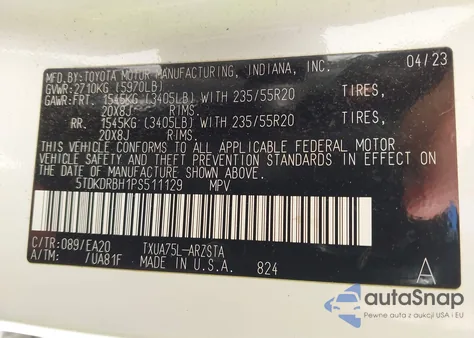 MFD.BY:TOYOTA MOTOR MANUFACTURING, INDIANA, INC. 04/23
GVWR:2710KG (5970LB)
GAWR:FRT. 1545KG (3405LB) WITH 235/55R20 TIRES,
20X8J RIMS,
RR. 1545KG (3405LB) WITH 235/55R20 TIRES,
20X8J RIMS.
THIS VEHICLE CONFORMS TO ALL APPLICABLE FEDERAL MOTOR
VEHICLE SAFETY AND THEFT PREVENTION STANDARDS IN EFFECT
ON THE DATE OF MANUFACTURE SHOWN ABOVE.
5TDKDRBH1PS511129 MPV
C/TR:089/EA20 TXUA75L-ARZSTA
A/TM: /UA81F MADE IN U.S.A. 824 A
autoSnap
Pewne auta z aukcji USA i EU